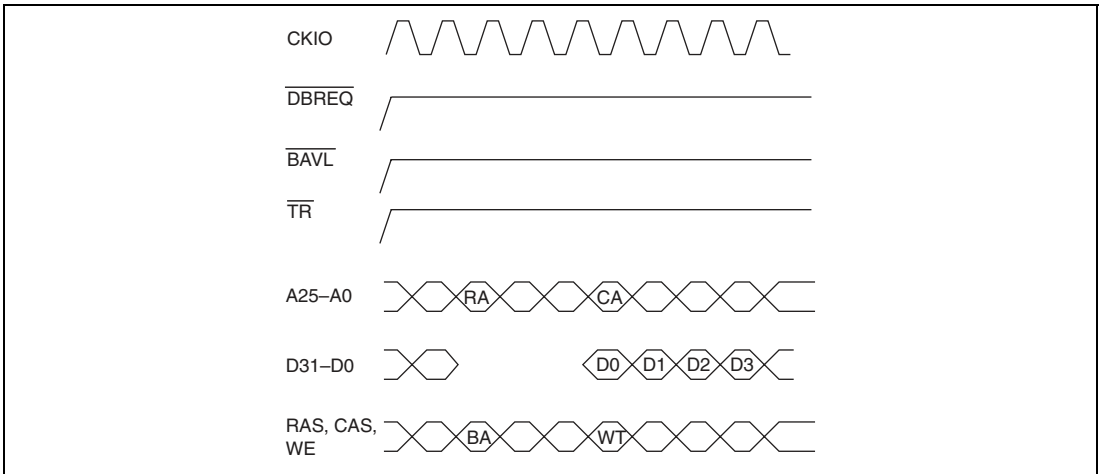 CKIO
DBREQ
BAVL
TR
A25–A0 RA CA
D31–D0 D0 D1 D2 D3
RAS, CAS,
WE BA WT